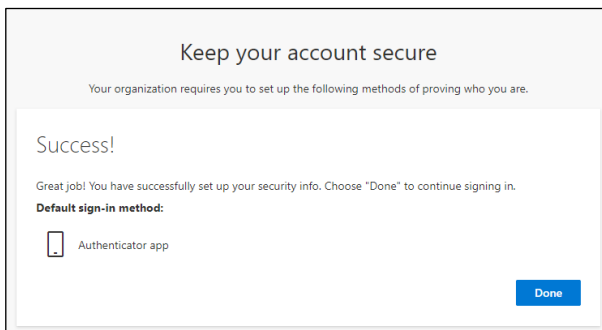 Keep your account secure
Your organization requires you to set up the following methods of proving who you are.
Success!
Great job! You have successfully set up your security info. Choose "Done" to continue signing in.
Default sign-in method:
Authenticator app
Done